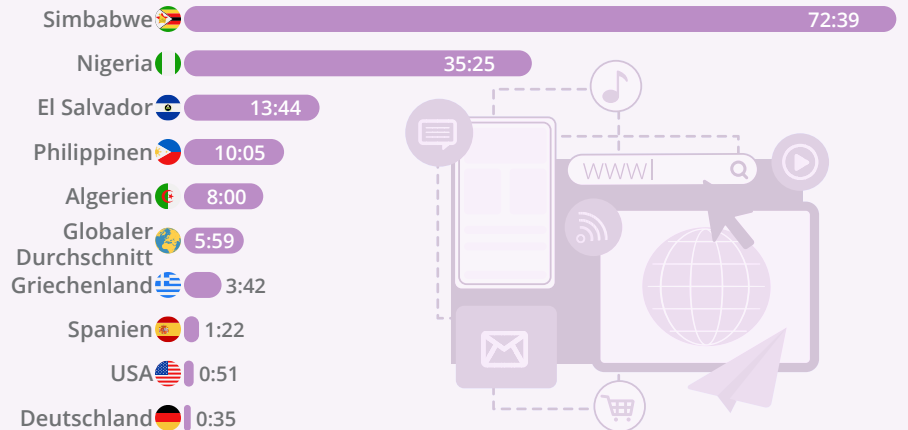 Simbabwe 72:39
Nigeria 35:25
El Salvador 13:44
Philippinen 10:05
Algerien 8:00
Globaler
Durchschnitt 5:59
Griechenland 3:42
Spanien 1:22
USA 0:51
Deutschland 0:35
WWW